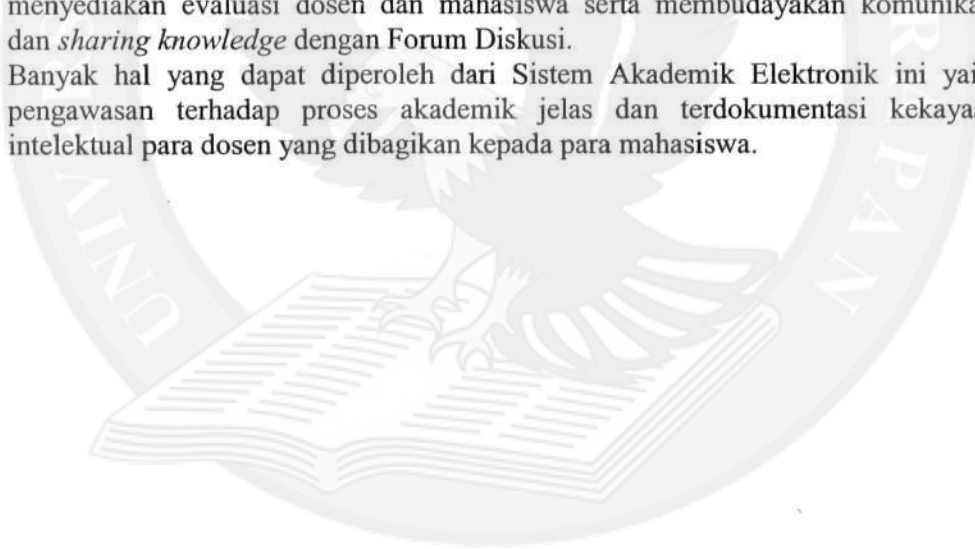 menyediakan evaluasi dosen dan mahasiswa serta membudayakan komunika
dan sharing knowledge dengan Forum Diskusi.
Banyak hal yang dapat diperoleh dari Sistem Akademik Elektronik ini yai
pengawasan terhadap proses akademik jelas dan terdokumentasi kekaya
intelektual para dosen yang dibagikan kepada para mahasiswa.
UNIV
RAPAN